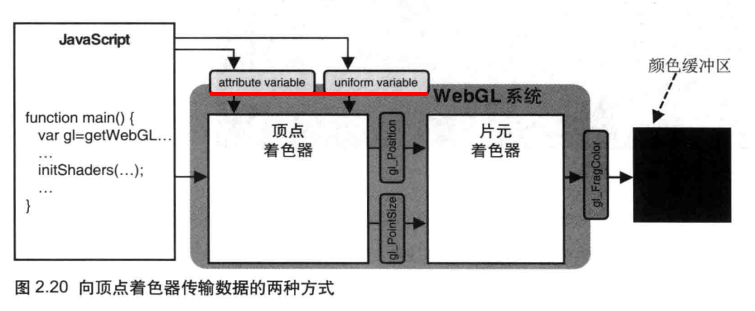 JavaScript
function main() {
var gl=getWebGL...
...
initShaders(...);
...
}
attribute variable
uniform variable
WebGL 系统
顶点
着色器
gl_Position
gl_PointSize
片元
着色器
gl_FragColor
颜色缓冲区
图 2.20 向顶点着色器传输数据的两种方式